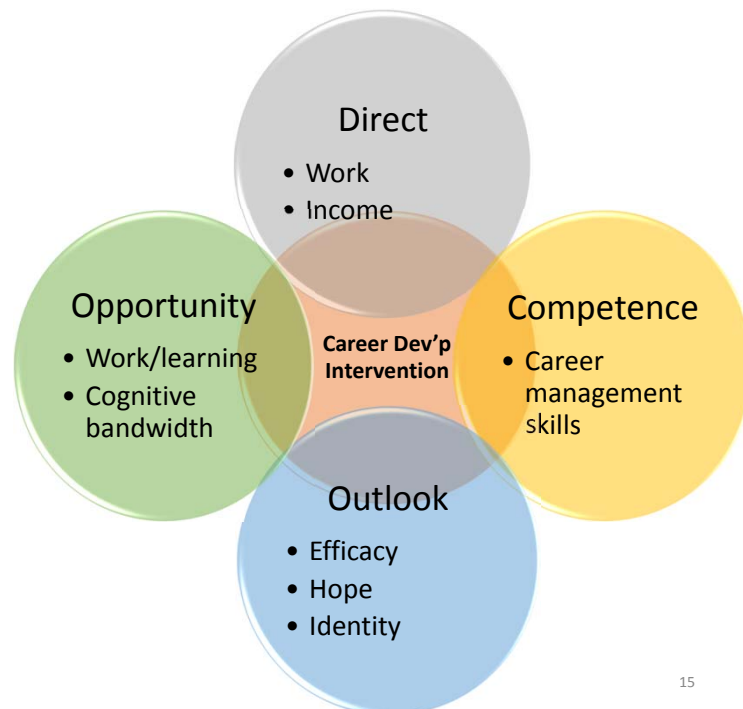 Direct
• Work
• Income
Opportunity
• Work/learning
• Cognitive
bandwidth
Career Dev'p
Intervention
Competence
• Career
management
skills
Outlook
• Efficacy
• Hope
• Identity
15